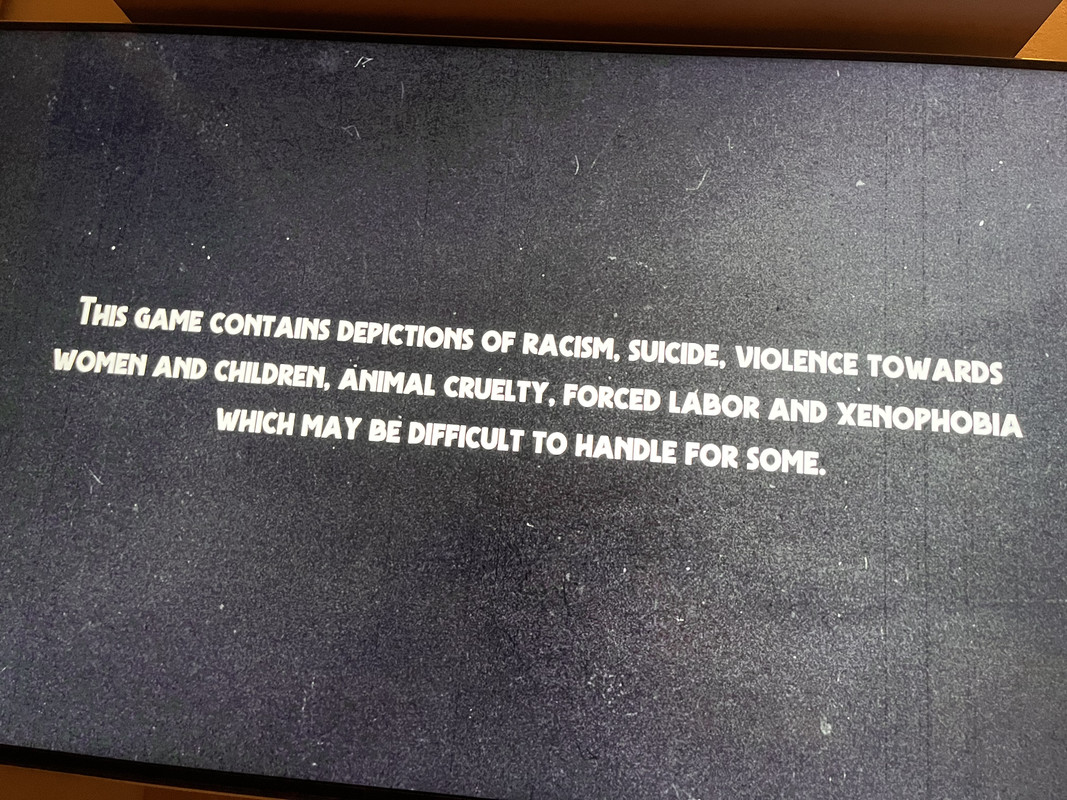 This game contains depictions of racism, suicide, violence towards
women and children, animal cruelty, forced labor and xenophobia
which may be difficult to handle for some.